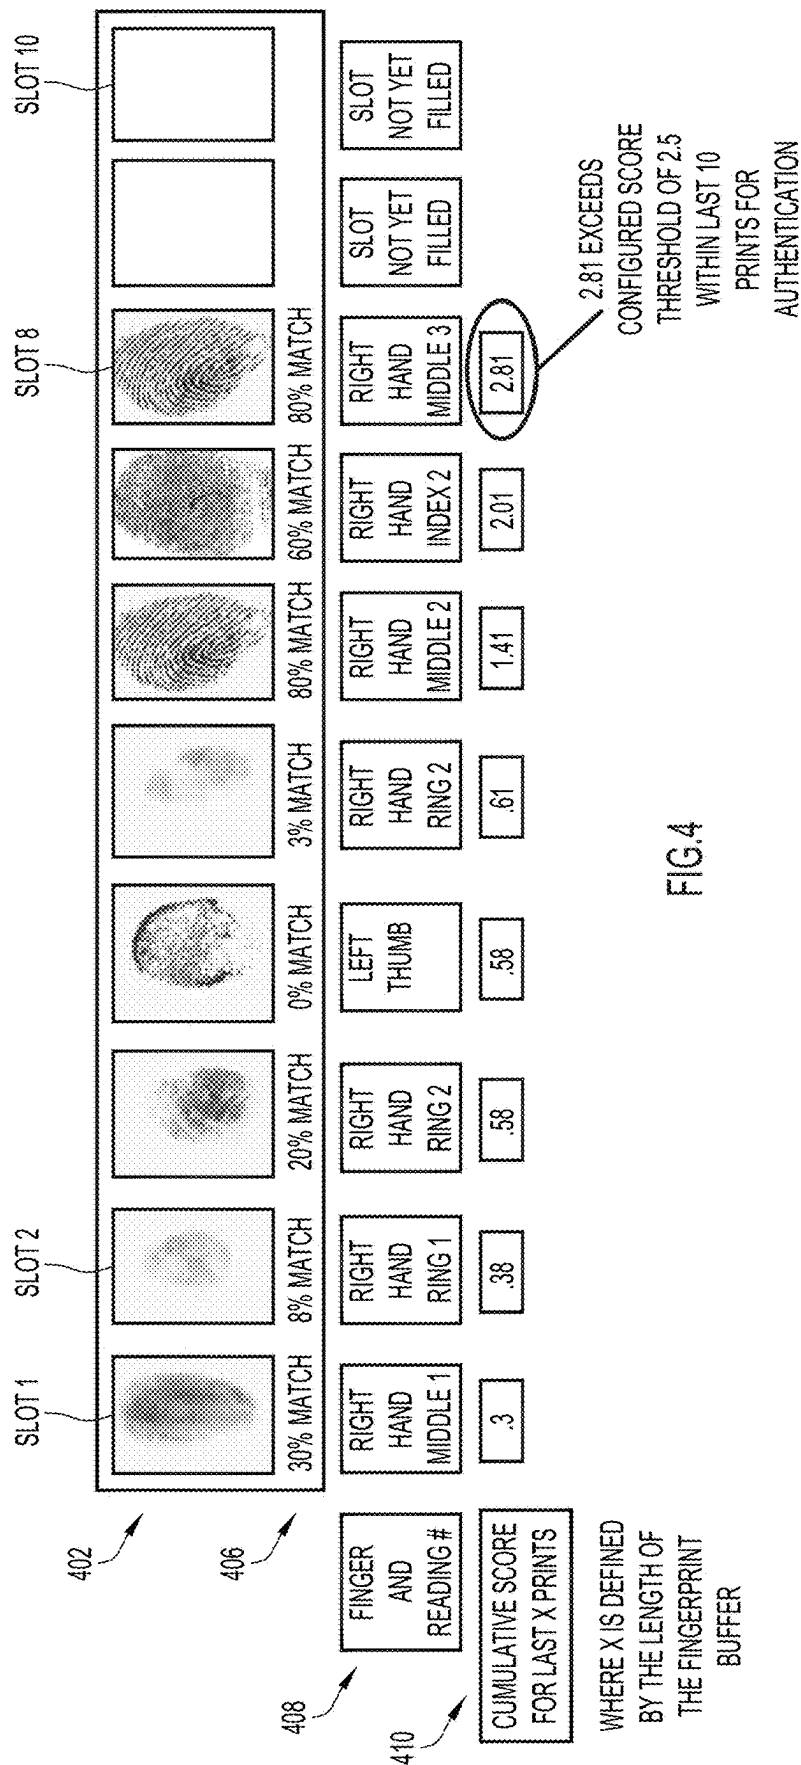 SLOT 1
SLOT 2
SLOT 8
SLOT 10
402
30% MATCH
8% MATCH
20% MATCH
0% MATCH
3% MATCH
80% MATCH
60% MATCH
80% MATCH
406
FINGER
AND
READING #
RIGHT
HAND
MIDDLE 1
RIGHT
HAND
RING 1
RIGHT
HAND
RING 2
LEFT
THUMB
RIGHT
HAND
RING 2
RIGHT
HAND
MIDDLE 2
RIGHT
HAND
INDEX 2
RIGHT
HAND
MIDDLE 3
SLOT
NOT YET
FILLED
SLOT
NOT YET
FILLED
408
CUMULATIVE SCORE
FOR LAST X PRINTS
.3
.38
.58
.58
.61
1.41
2.01
2.81
410
WHERE X IS DEFINED
BY THE LENGTH OF
THE FINGERPRINT
BUFFER
2.81 EXCEEDS
CONFIGURED SCORE
THRESHOLD OF 2.5
WITHIN LAST 10
PRINTS FOR
AUTHENTICATION
FIG.4